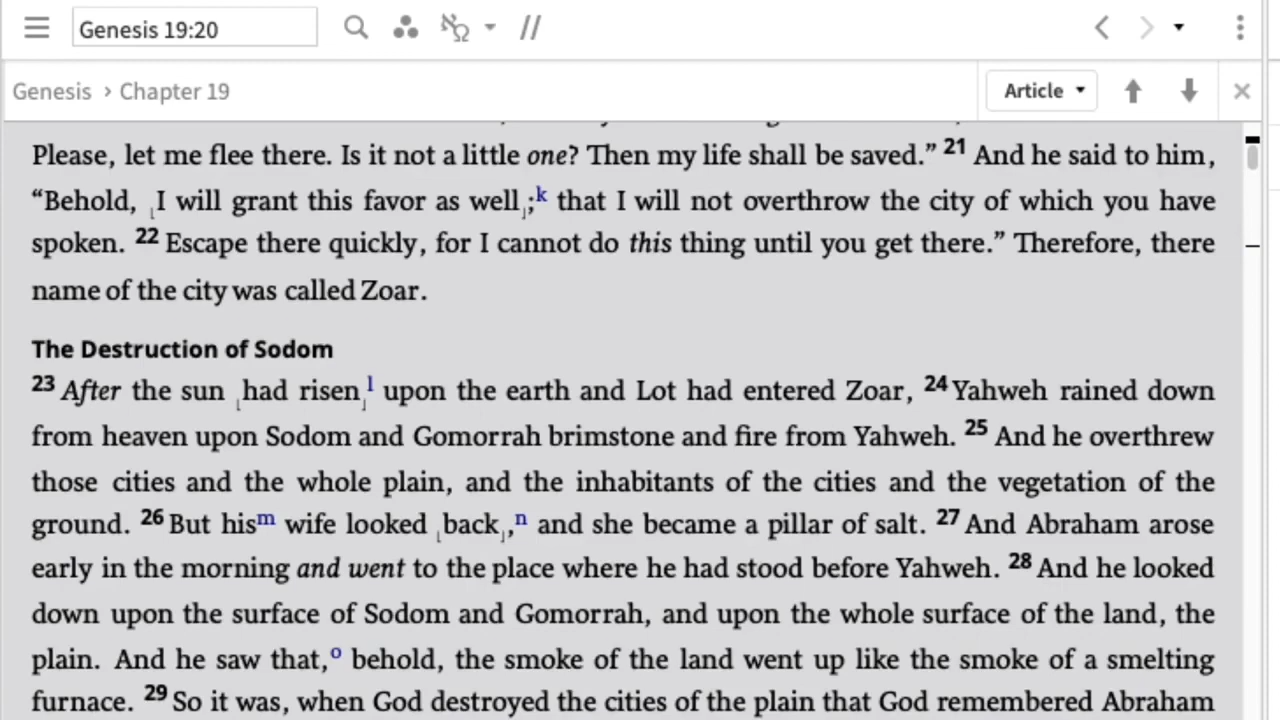 Genesis 19:20
Genesis › Chapter 19
Article
Please, let me flee there. Is it not a little one? Then my life shall be saved.” 21 And he said to him,
“Behold, ⌊I will grant this favor as well⌋;k that I will not overthrow the city of which you have
spoken. 22 Escape there quickly, for I cannot do this thing until you get there.” Therefore, there
name of the city was called Zoar.
The Destruction of Sodom
23 After the sun ⌊had risen⌋l upon the earth and Lot had entered Zoar, 24 Yahweh rained down
from heaven upon Sodom and Gomorrah brimstone and fire from Yahweh. 25 And he overthrew
those cities and the whole plain, and the inhabitants of the cities and the vegetation of the
ground. 26 But hism wife looked ⌊back⌋,n and she became a pillar of salt. 27 And Abraham arose
early in the morning and went to the place where he had stood before Yahweh. 28 And he looked
down upon the surface of Sodom and Gomorrah, and upon the whole surface of the land, the
plain. And he saw that,o behold, the smoke of the land went up like the smoke of a smelting
furnace. 29 So it was, when God destroyed the cities of the plain that God remembered Abraham